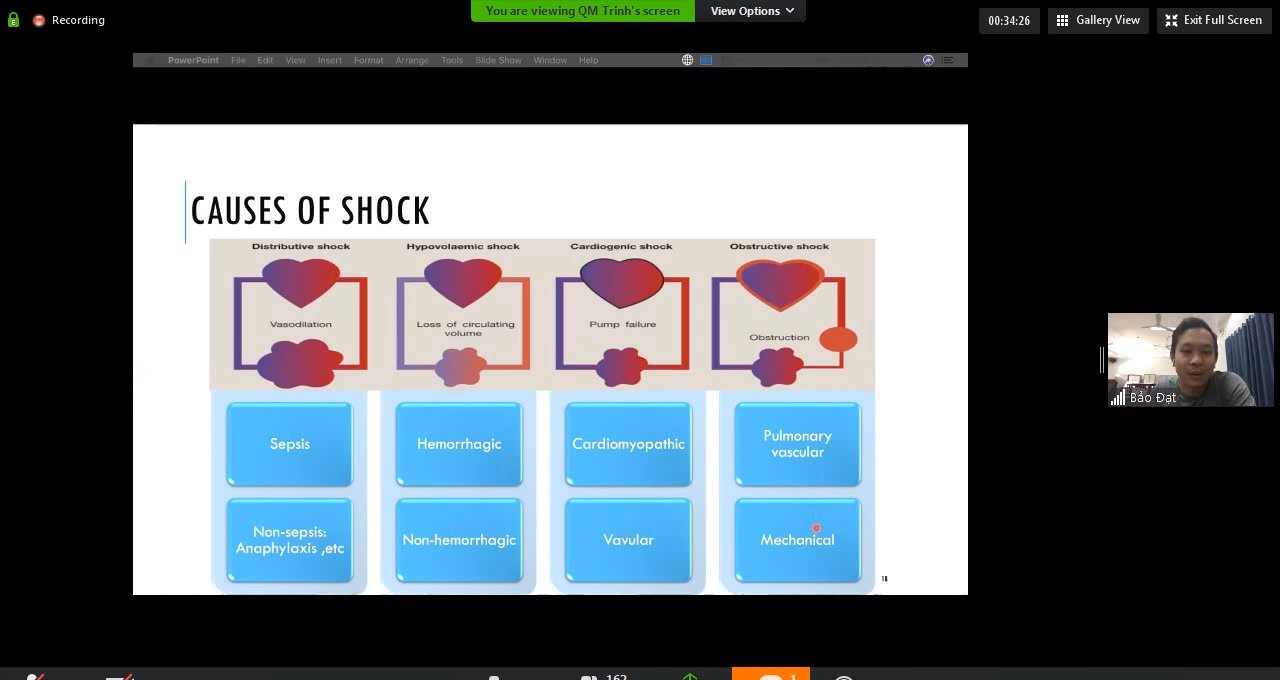 Recording
You are viewing QM Trinh's screen
View Options
00:34:26
Gallery View
Exit Full Screen
PowerPoint File Edit View Insert Format Arrange Tools Slide Show Window Help
CAUSES OF SHOCK
Distributive shock
Hypovolaemic shock
Cardiogenic shock
Obstructive shock
Vasodilation
Loss of circulating
volume
Pump failure
Obstruction
Sepsis
Hemorrhagic
Cardiomyopathic
Pulmonary
vascular
Non-sepsis:
Anaphylaxis ,etc
Non-hemorrhagic
Vavular
Mechanical
18
Bảo Đạt
162
1